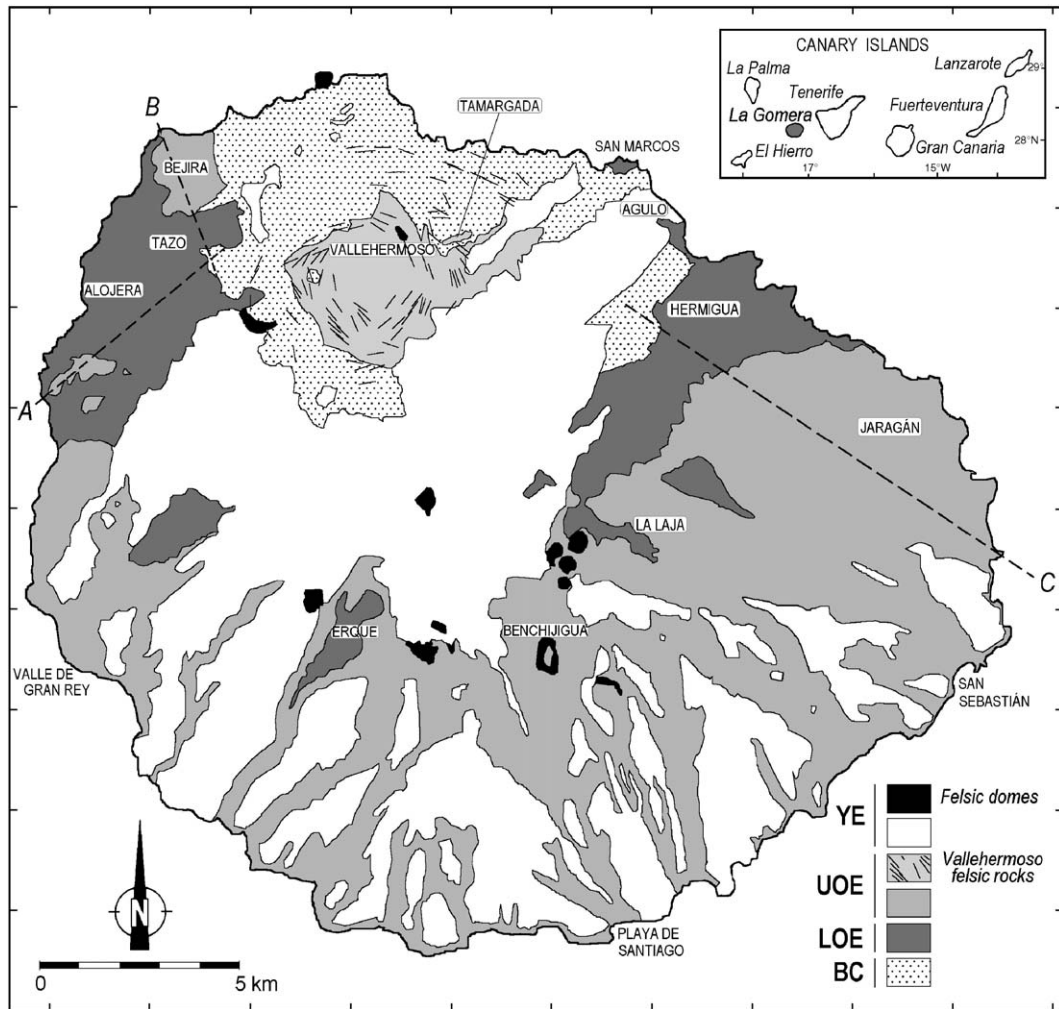 CANARY ISLANDS
La Palma
Lanzarote
29°
Tenerife
Fuerteventura
La Gomera
El Hierro
Gran Canaria
28°N
17°
15°W
B
TAMARGADA
SAN MARCOS
BEJIRA
AGULO
TAZO
VALLEHERMOSO
ALOJERA
HERMIGUA
A
JARAGÁN
LA LAJA
C
ERQUE
BENCHIJIGUA
VALLE DE
GRAN REY
SAN
SEBASTIÁN
PLAYA DE
SANTIAGO
N
0 5 km
YE
Felsic domes
UOE
Vallehermoso
felsic rocks
LOE
BC